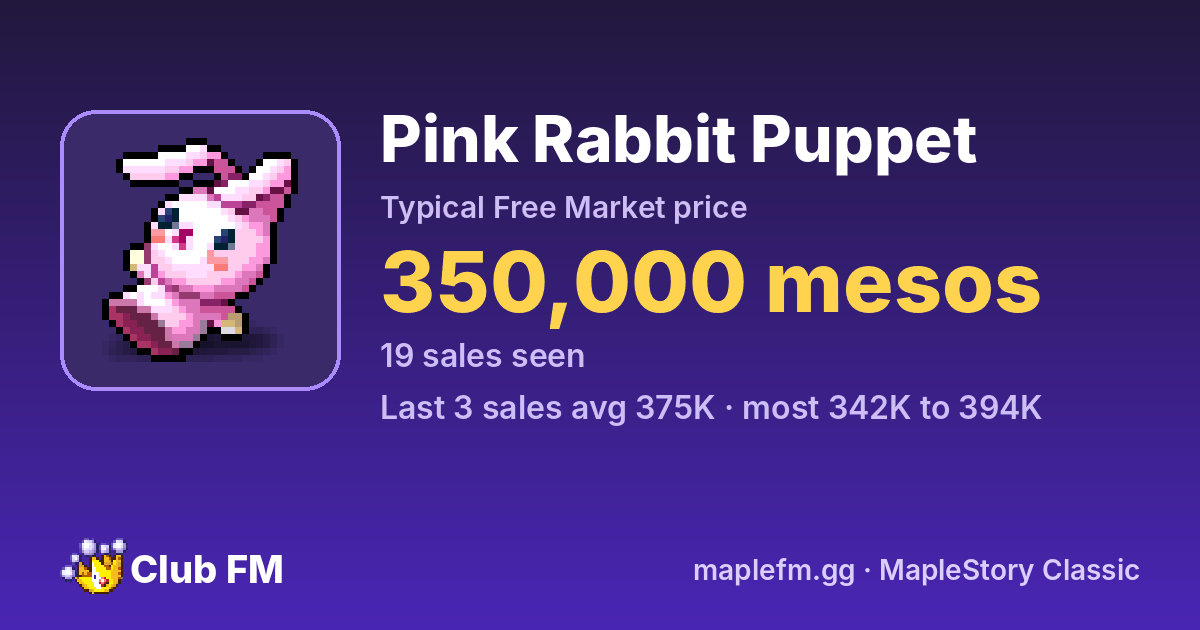 Pink Rabbit Puppet
Typical Free Market price
350,000 mesos
19 sales seen
Last 3 sales avg 375K · most 342K to 394K
Club FM
maplefm.gg · MapleStory Classic